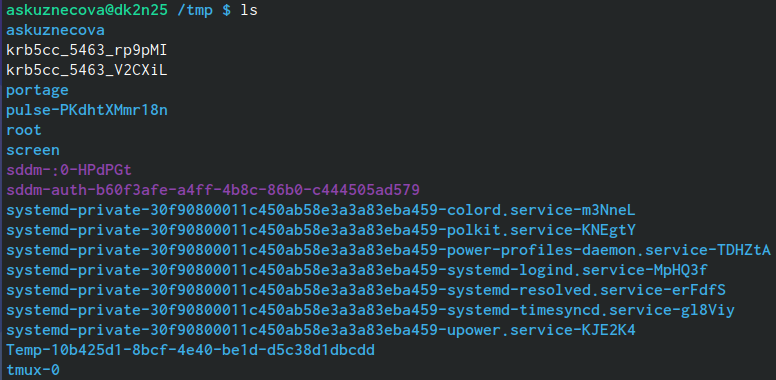 askuznecova@dk2n25 /tmp $ ls
askuznecova
krb5cc_5463_rp9pMI
krb5cc_5463_V2CXiL
portage
pulse-PKdhtXMmr18n
root
screen
sddm-:0-HPdPGt
sddm-auth-b60f3afe-a4ff-4b8c-86b0-c444505ad579
systemd-private-30f90800011c450ab58e3a3a83eba459-colord.service-m3NneL
systemd-private-30f90800011c450ab58e3a3a83eba459-polkit.service-KNEgtY
systemd-private-30f90800011c450ab58e3a3a83eba459-power-profiles-daemon.service-TDHZtA
systemd-private-30f90800011c450ab58e3a3a83eba459-systemd-logind.service-MpHQ3f
systemd-private-30f90800011c450ab58e3a3a83eba459-systemd-resolved.service-erFdfS
systemd-private-30f90800011c450ab58e3a3a83eba459-systemd-timesyncd.service-gl8Viy
systemd-private-30f90800011c450ab58e3a3a83eba459-upower.service-KJE2K4
Temp-10b425d1-8bcf-4e40-be1d-d5c38d1dbcdd
tmux-0